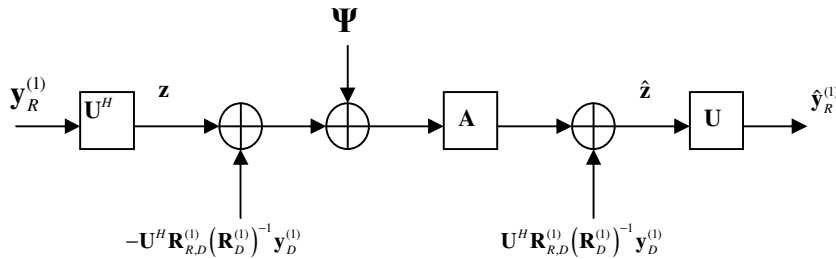 Ψ
y_R^{(1)} U^H z A ẑ U ŷ_R^{(1)}
−U^H R_{R,D}^{(1)} (R_D^{(1)})^{-1} y_D^{(1)} U^H R_{R,D}^{(1)} (R_D^{(1)})^{-1} y_D^{(1)}